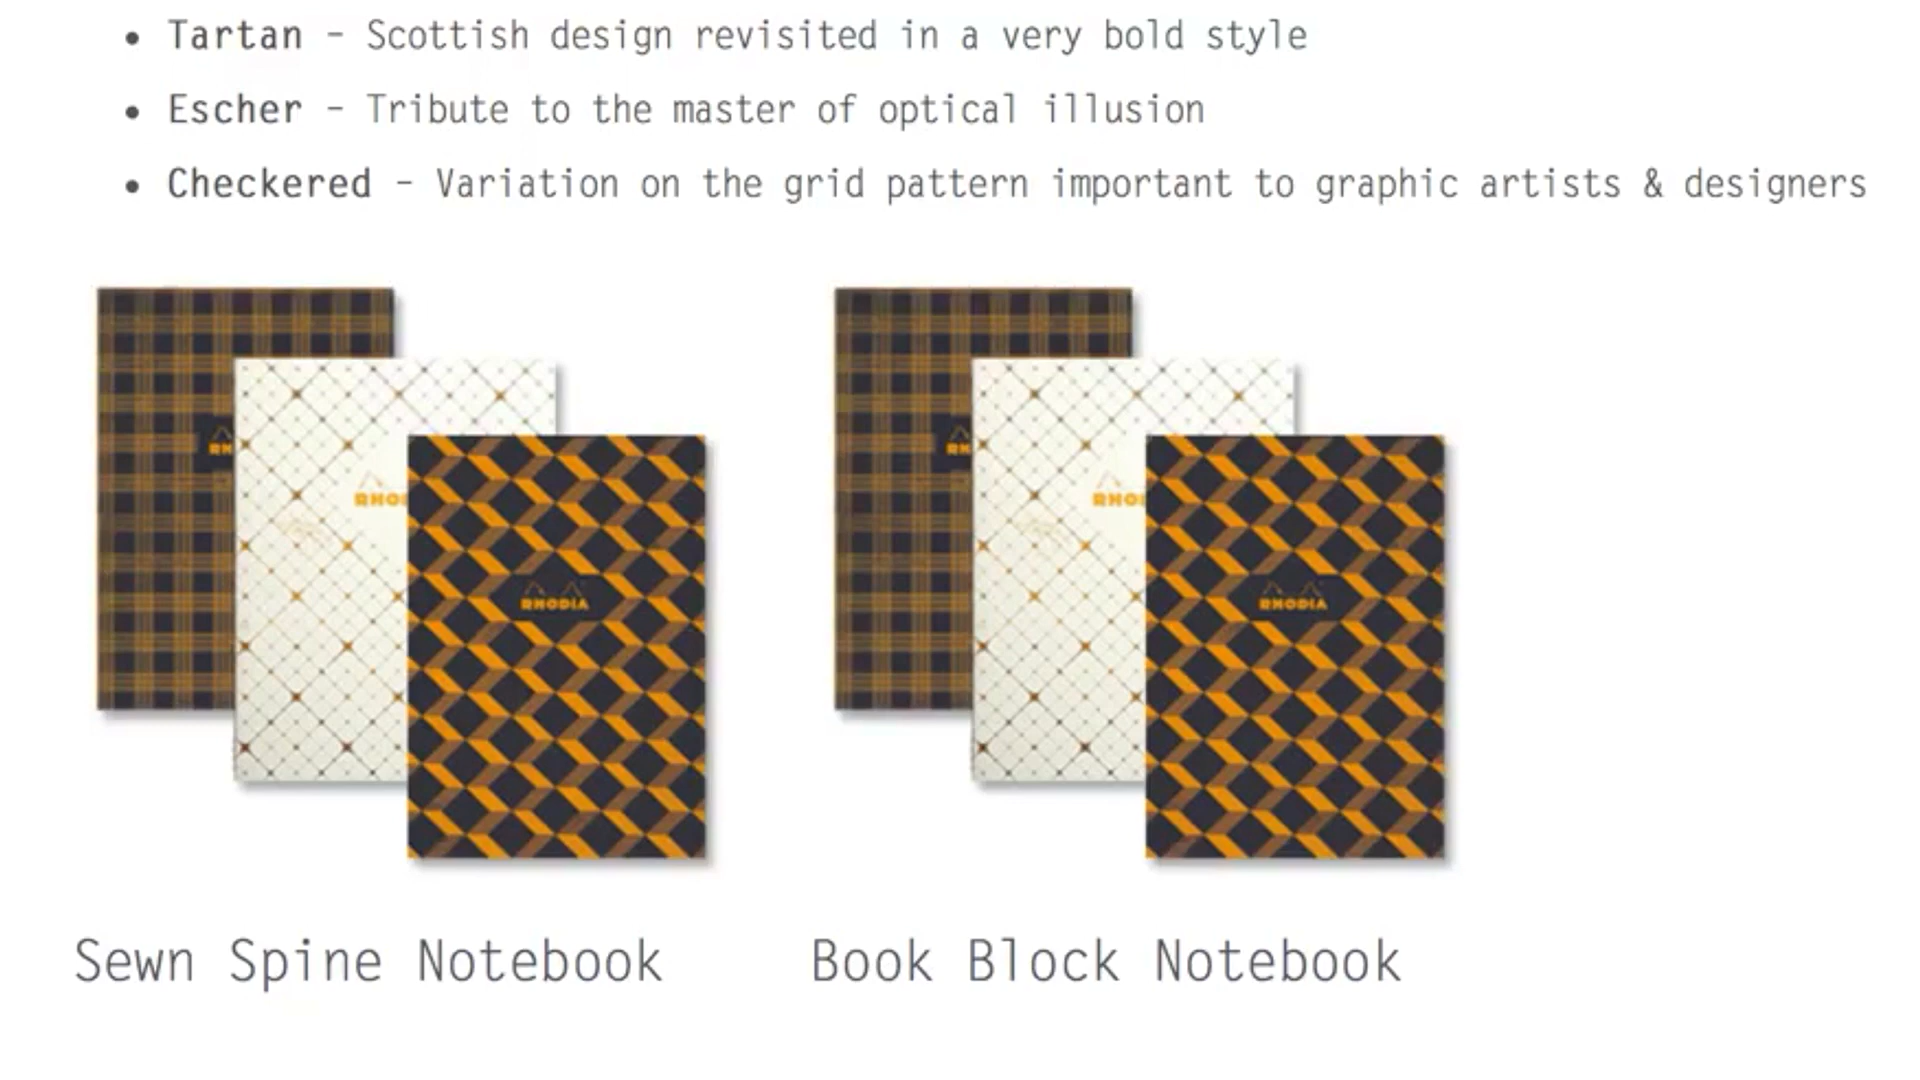 • Tartan – Scottish design revisited in a very bold style
• Escher – Tribute to the master of optical illusion
• Checkered – Variation on the grid pattern important to graphic artists & designers
RHODIA
RHODIA
Sewn Spine Notebook
Book Block Notebook